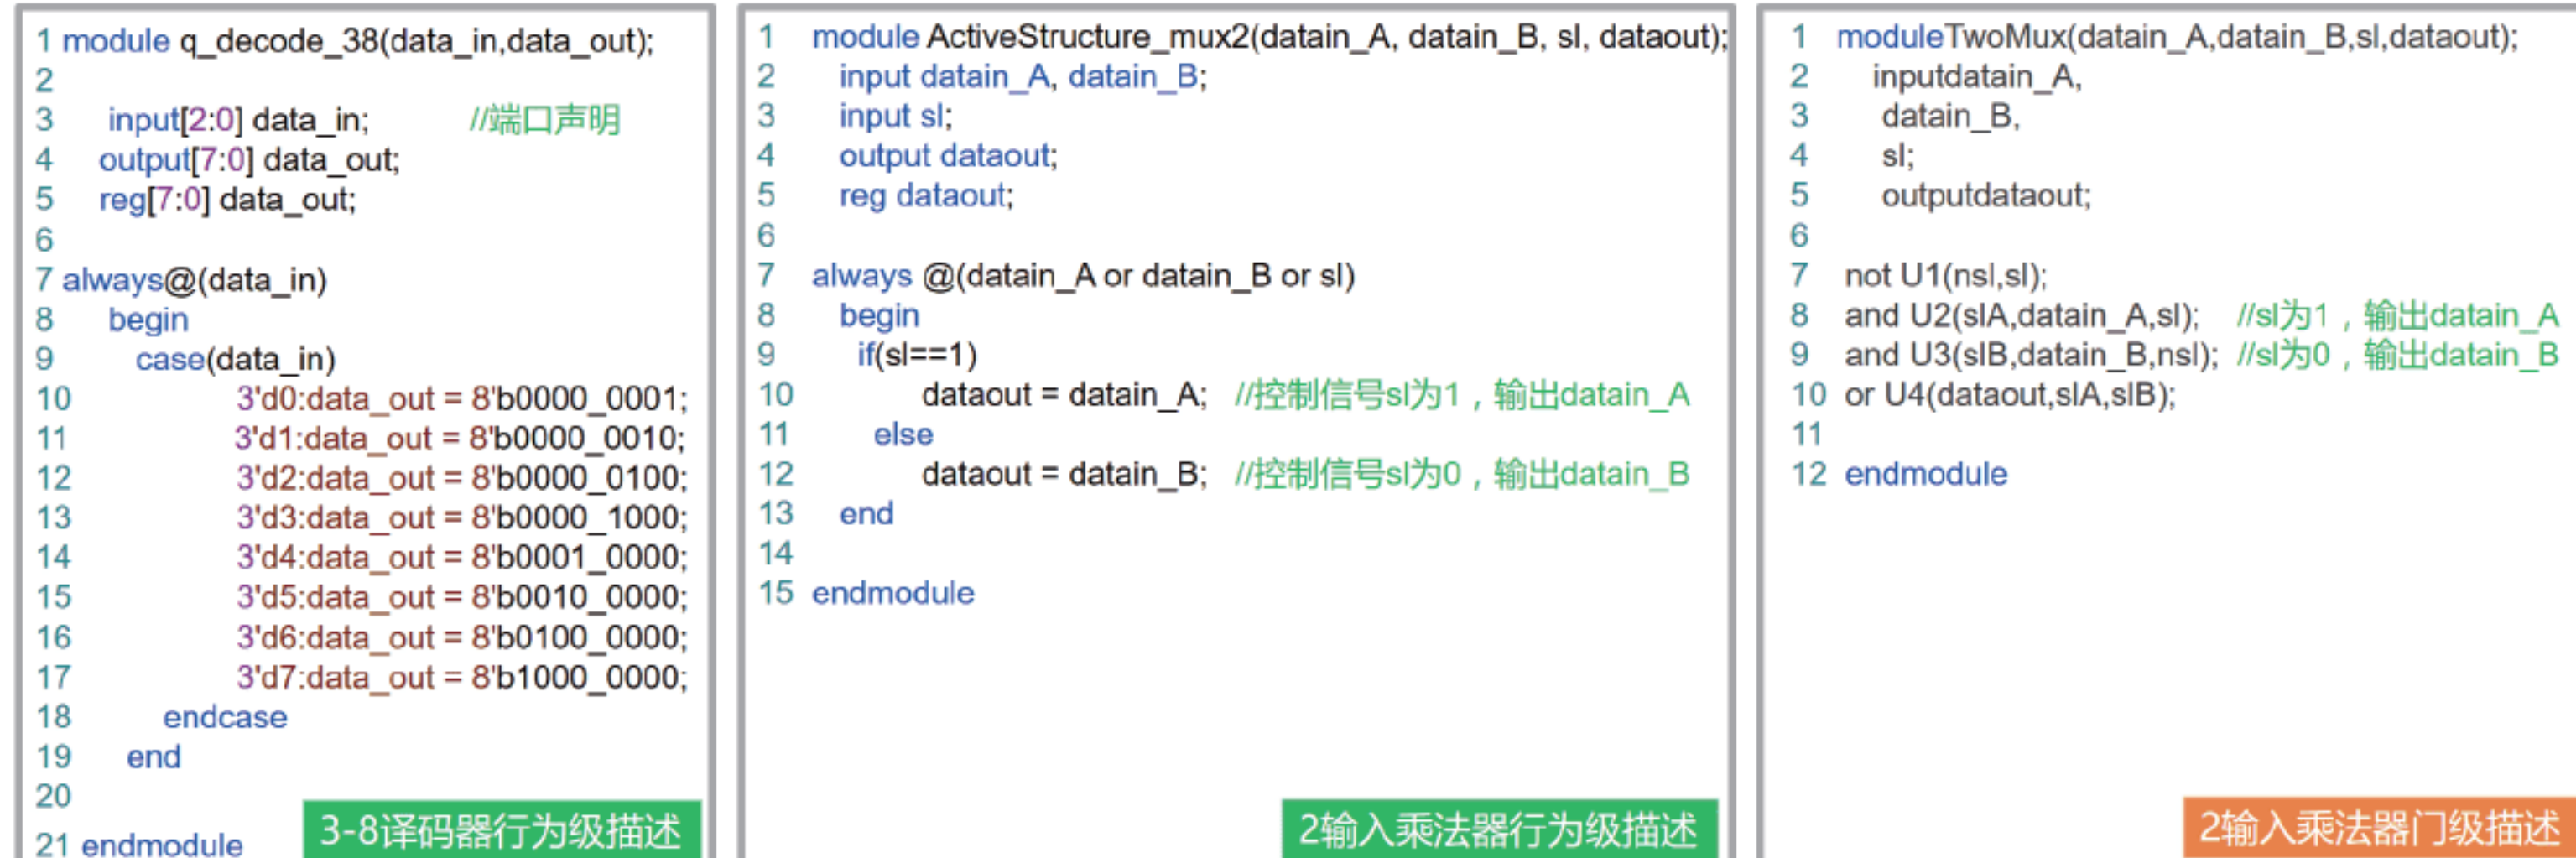 1 module q_decode_38(data_in,data_out);
2
3 input[2:0] data_in; //端口声明
4 output[7:0] data_out;
5 reg[7:0] data_out;
6
7 always@(data_in)
8 begin
9 case(data_in)
10 3'd0:data_out = 8'b0000_0001;
11 3'd1:data_out = 8'b0000_0010;
12 3'd2:data_out = 8'b0000_0100;
13 3'd3:data_out = 8'b0000_1000;
14 3'd4:data_out = 8'b0001_0000;
15 3'd5:data_out = 8'b0010_0000;
16 3'd6:data_out = 8'b0100_0000;
17 3'd7:data_out = 8'b1000_0000;
18 endcase
19 end
20
21 endmodule
3-8译码器行为级描述
1 module ActiveStructure_mux2(datain_A, datain_B, sl, dataout);
2 input datain_A, datain_B;
3 input sl;
4 output dataout;
5 reg dataout;
6
7 always @(datain_A or datain_B or sl)
8 begin
9 if(sl==1)
10 dataout = datain_A; //控制信号sl为1，输出datain_A
11 else
12 dataout = datain_B; //控制信号sl为0，输出datain_B
13 end
14
15 endmodule
2输入乘法器行为级描述
1 moduleTwoMux(datain_A,datain_B,sl,dataout);
2 inputdatain_A,
3 datain_B,
4 sl;
5 outputdataout;
6
7 not U1(nsl,sl);
8 and U2(slA,datain_A,sl); //sl为1，输出datain_A
9 and U3(slB,datain_B,nsl); //sl为0，输出datain_B
10 or U4(dataout,slA,slB);
11
12 endmodule
2输入乘法器门级描述